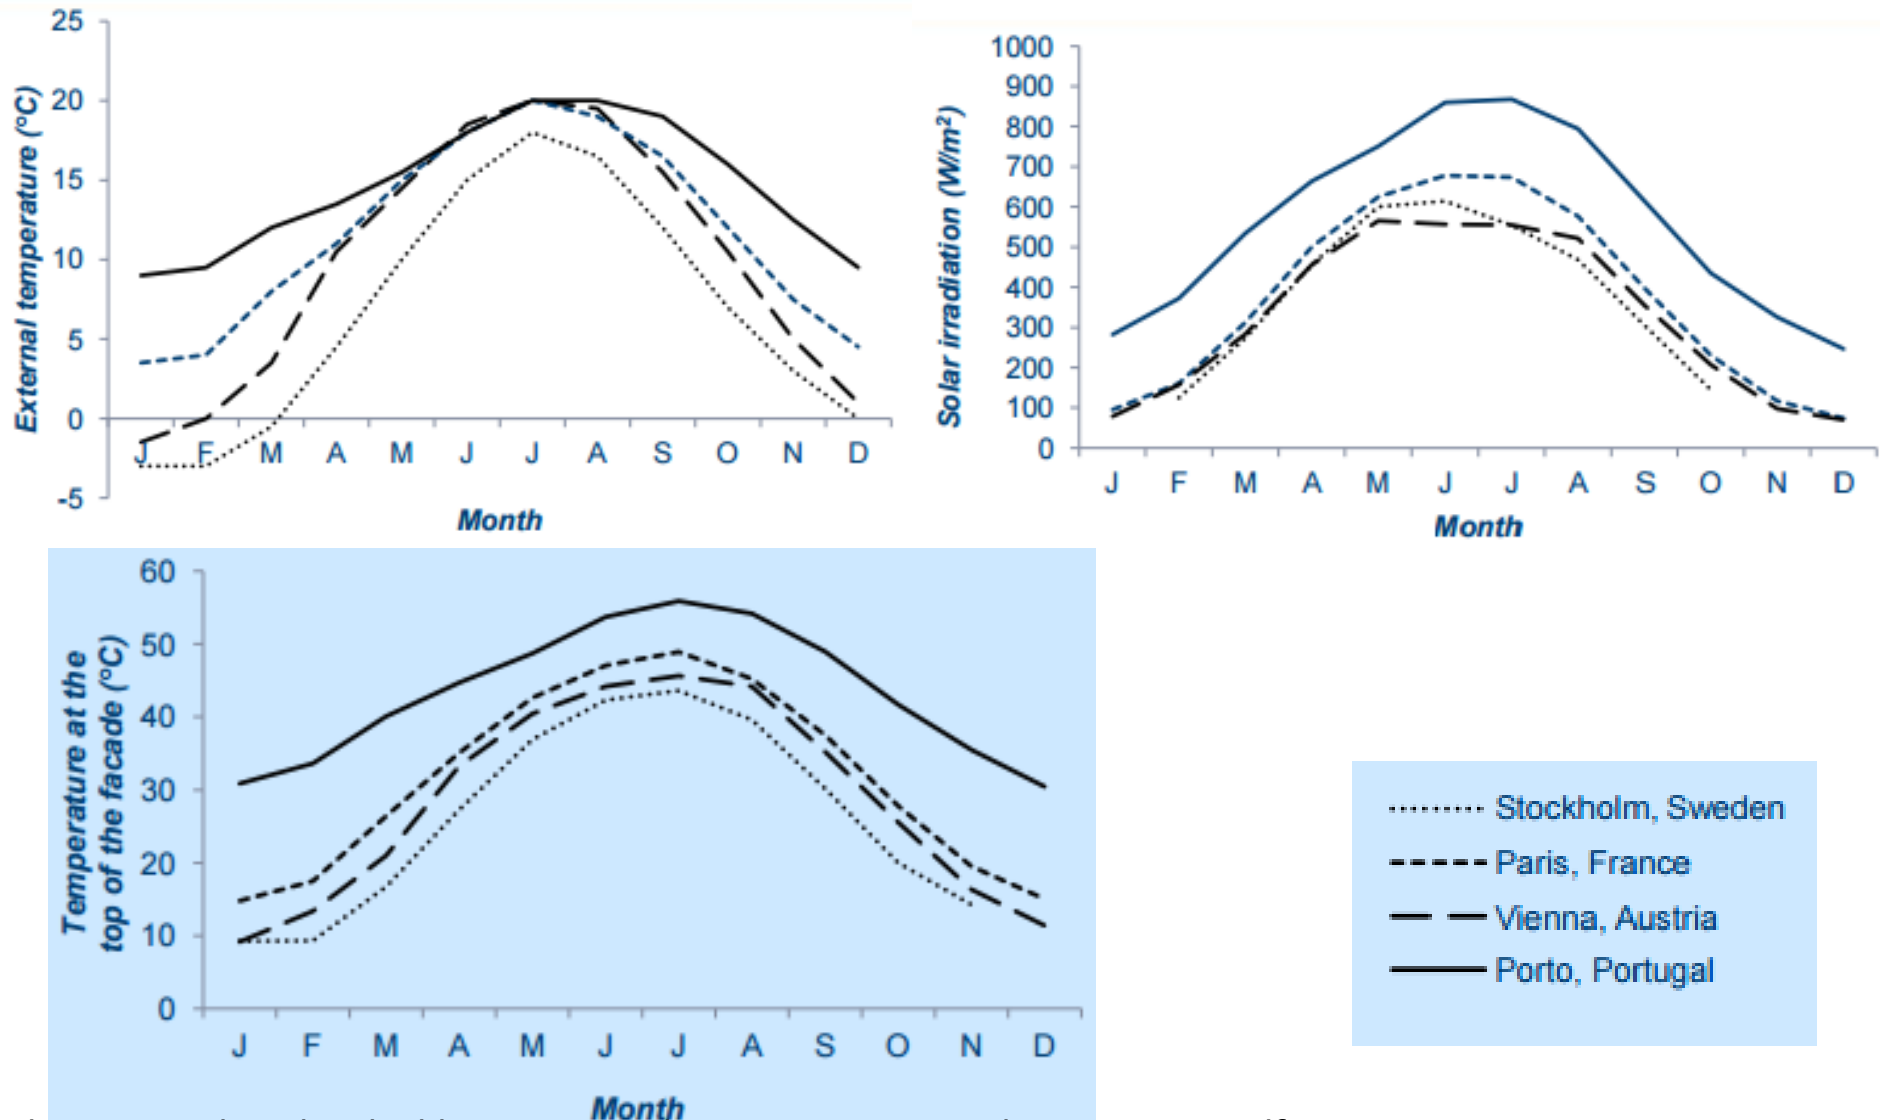 External temperature (°C)
25
20
15
10
5
0
-5
J F M A M J J A S O N D
Month
Solar irradiation (W/m²)
1000
900
800
700
600
500
400
300
200
100
0
J F M A M J J A S O N D
Month
Temperature at the
top of the facade (°C)
60
50
40
30
20
10
0
J F M A M J J A S O N D
Month
Stockholm, Sweden
Paris, France
Vienna, Austria
Porto, Portugal